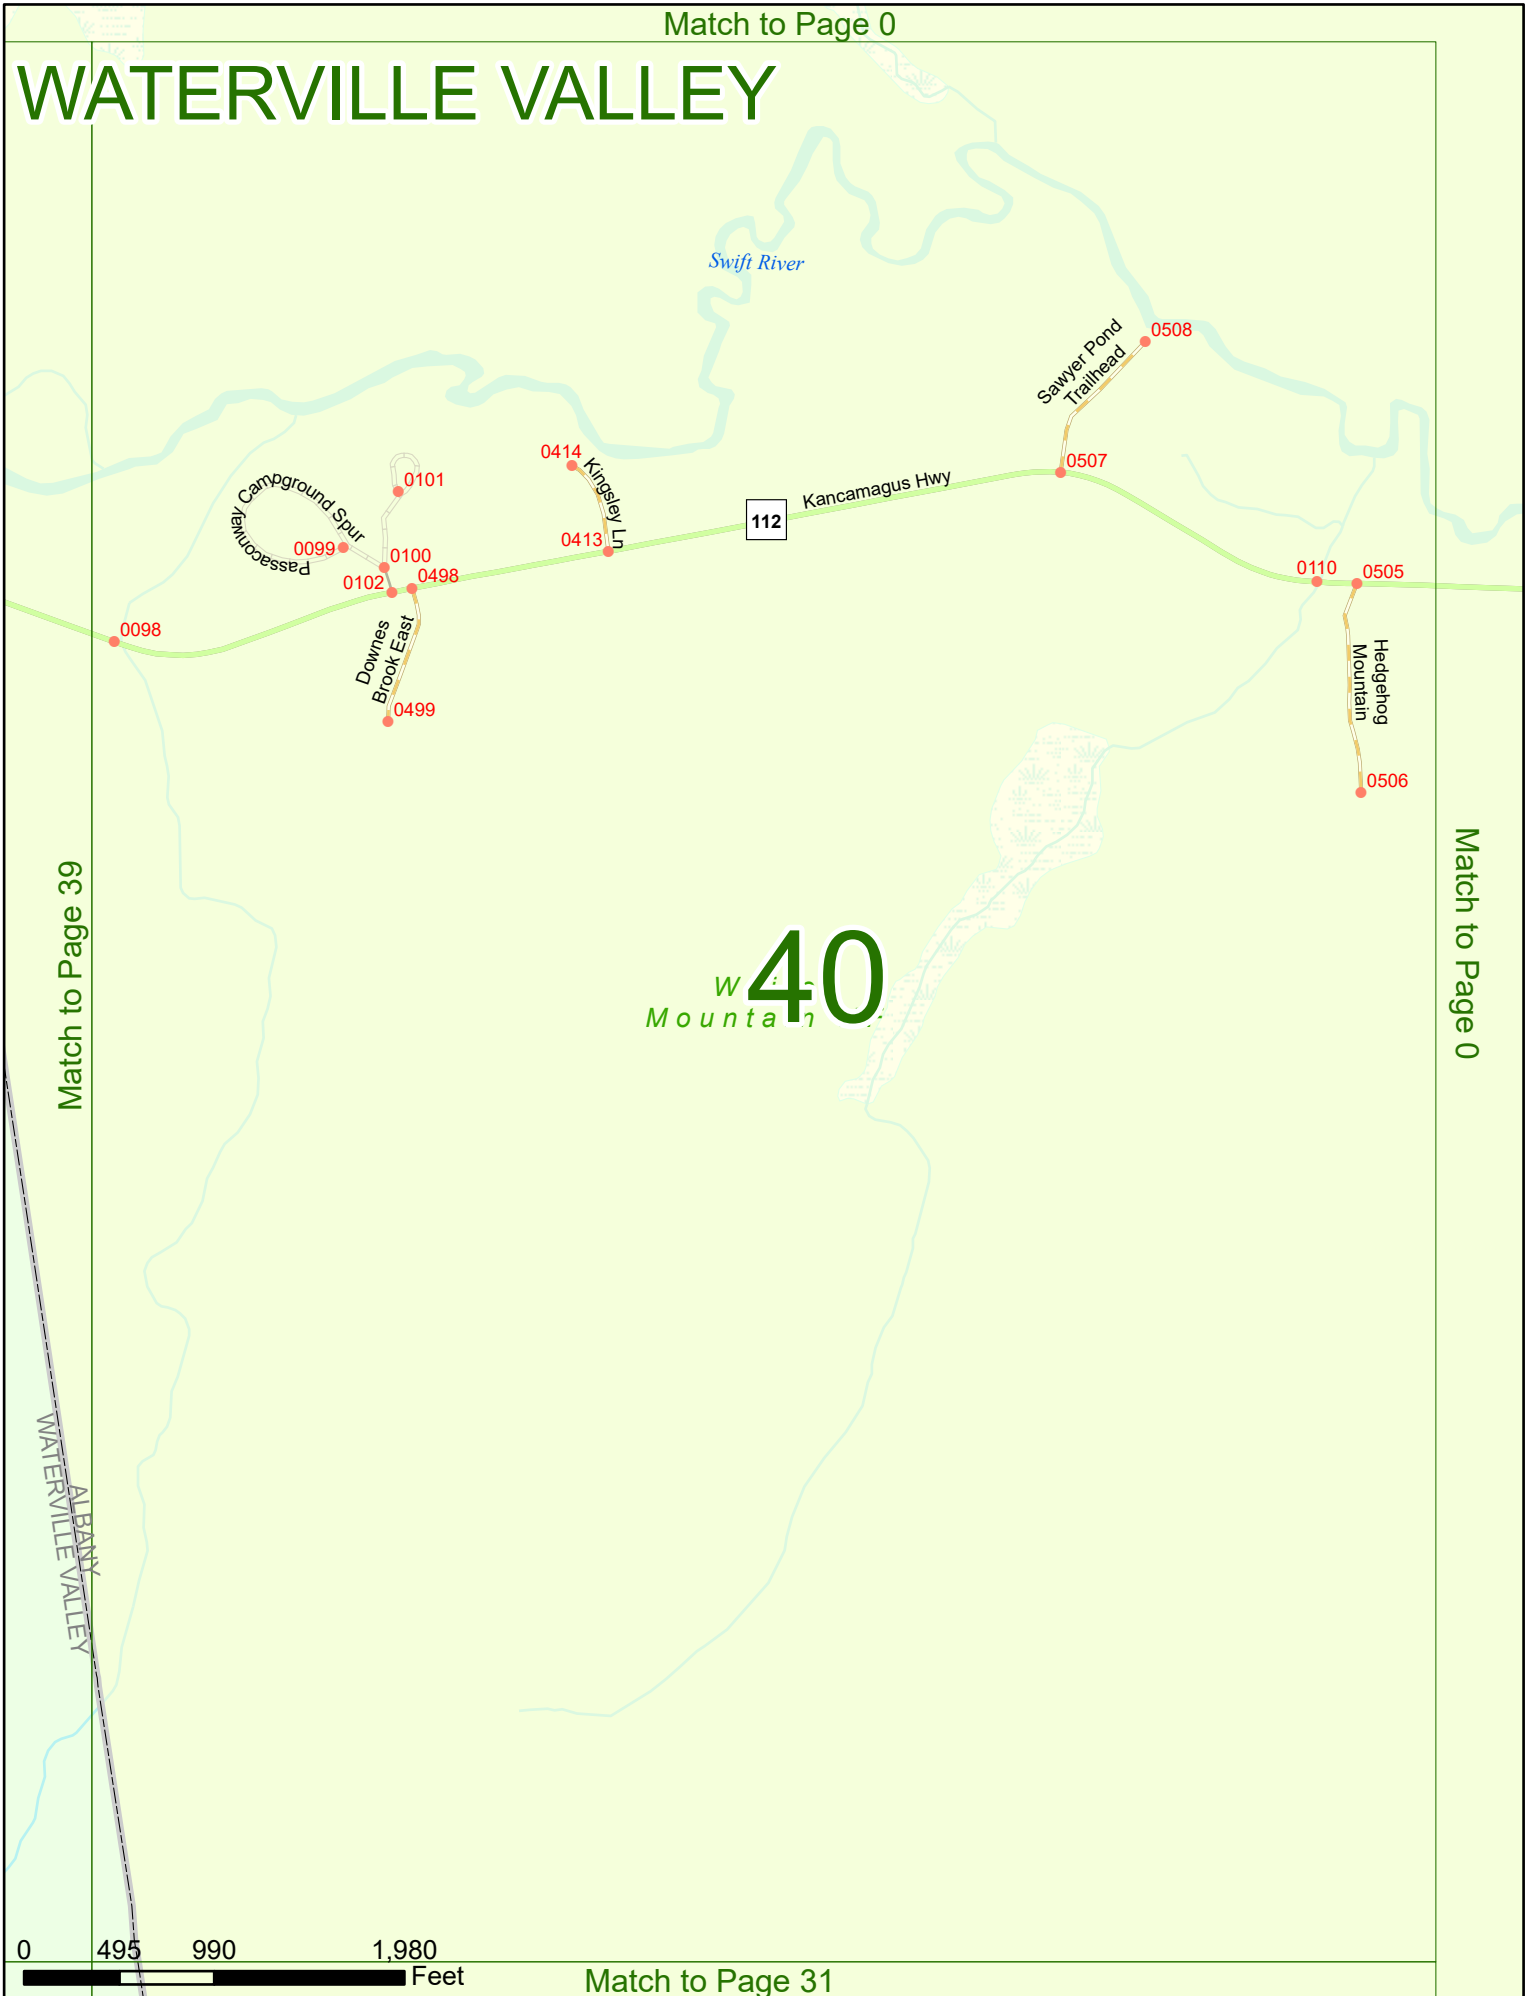 Match to Page 0
WATERVILLE VALLEY
Swift River
Sawyer Pond
Trailhead
0508
0507
0414
Kingsley Ln
0413
112
Kancamagus Hwy
0101
Passaconway Campground Spur
0099
0100
0102
0498
0110
0505
0098
Downes
Brook East
0499
Hedgehog
Mountain
0506
Match to Page 39
Match to Page 0
40
ALBANY
WATERVILLE VALLEY
0 495 990 1,980
Feet
Match to Page 31